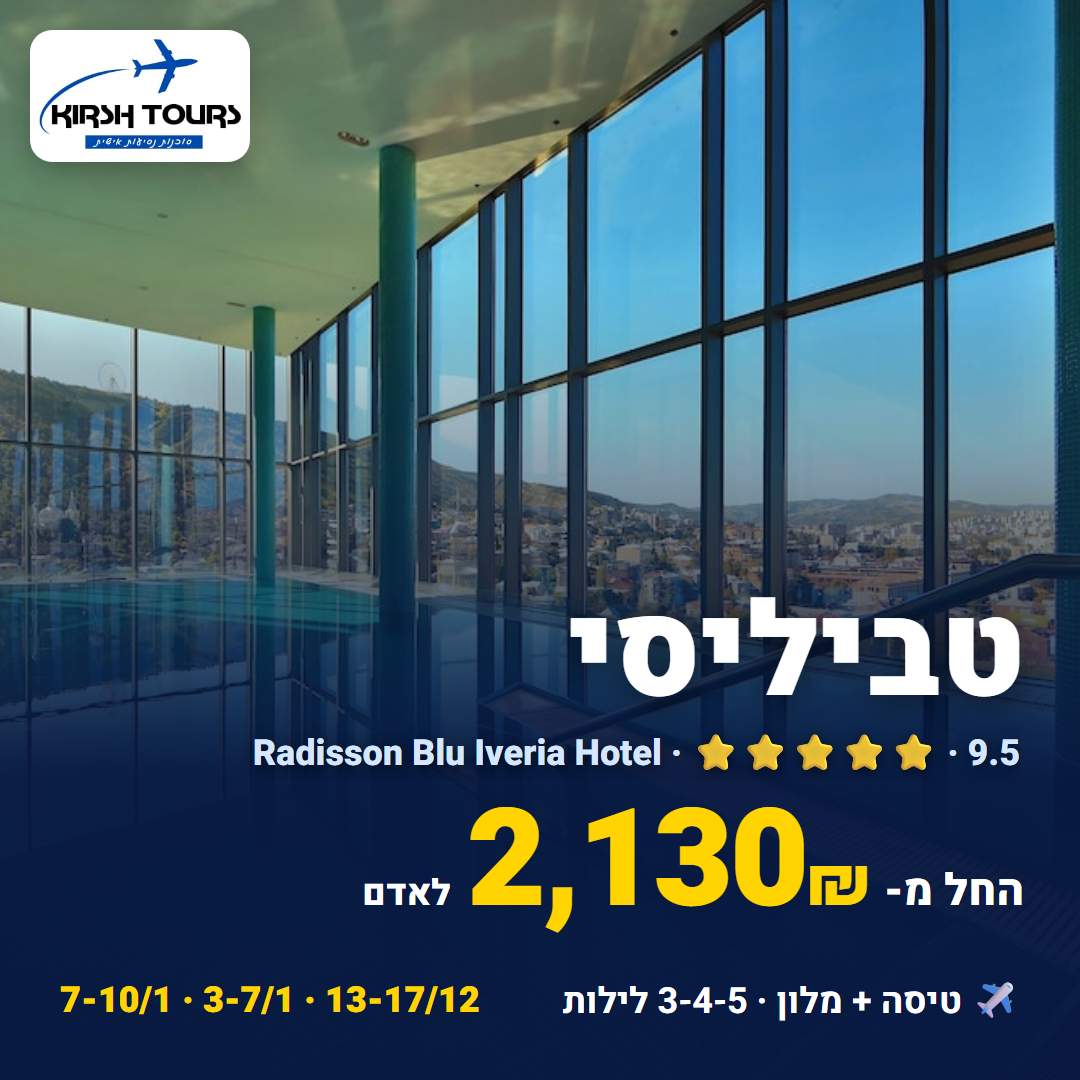 KIRSH TOURS
סוכנות נסיעות אישית
טביליסי
9.5 · ⭐⭐⭐⭐⭐ · Radisson Blu Iveria Hotel
החל מ- ₪2,130 לאדם
✈️ טיסה + מלון · 3-4-5 לילות
7-10/1 · 3-7/1 · 13-17/12